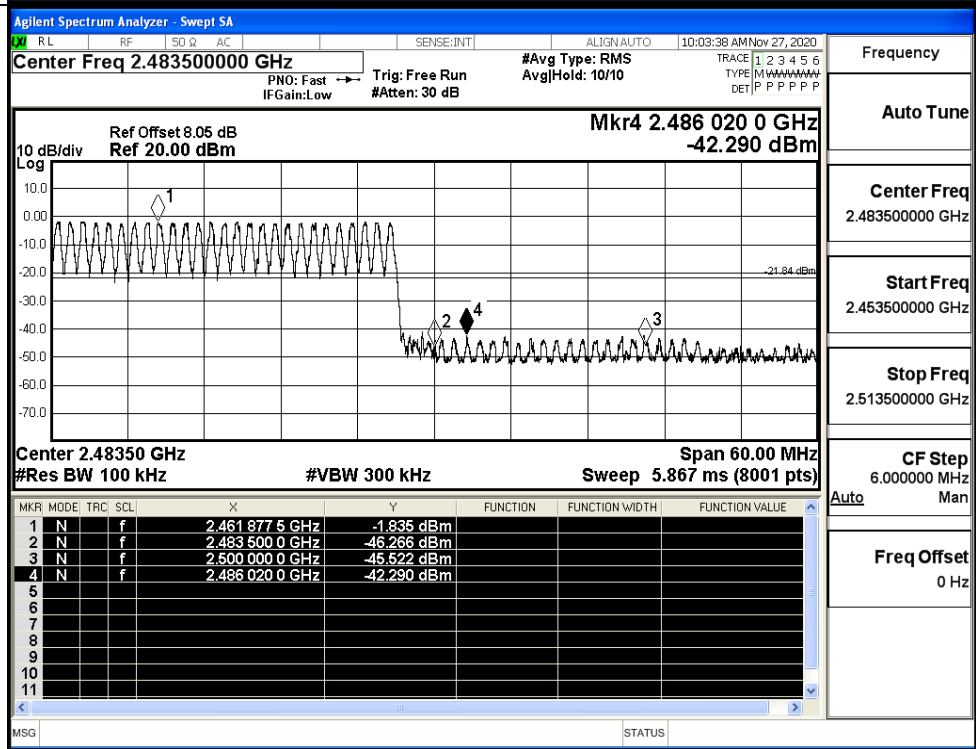 Agilent Spectrum Analyzer - Swept SA
LXI RL RF 50 Ω AC SENSE:INT ALIGNAUTO 10:03:38 AM Nov 27, 2020
Center Freq 2.483500000 GHz #Avg Type: RMS TRACE 1 2 3 4 5 6
PNO: Fast Trig: Free Run Avg|Hold: 10/10 TYPE M WWWWW
IFGain:Low #Atten: 30 dB DET P P P P P P
Frequency
Auto Tune
Center Freq
2.483500000 GHz
Start Freq
2.453500000 GHz
Stop Freq
2.513500000 GHz
CF Step
6.000000 MHz
Auto Man
Freq Offset
0 Hz
Mkr4 2.486 020 0 GHz
-42.290 dBm
Ref Offset 8.05 dB
10 dB/div Ref 20.00 dBm
Log
10.0
0.00
-10.0
-20.0
-30.0
-40.0
-50.0
-60.0
-70.0
1
2
4
3
-21.84 dBm
Center 2.48350 GHz Span 60.00 MHz
#Res BW 100 kHz #VBW 300 kHz Sweep 5.867 ms (8001 pts)
MKR MODE TRC SCL X Y FUNCTION FUNCTION WIDTH FUNCTION VALUE
1 N f 2.461 877 5 GHz -1.835 dBm
2 N f 2.483 500 0 GHz -46.266 dBm
3 N f 2.500 000 0 GHz -45.522 dBm
4 N f 2.486 020 0 GHz -42.290 dBm
5
6
7
8
9
10
11
MSG STATUS